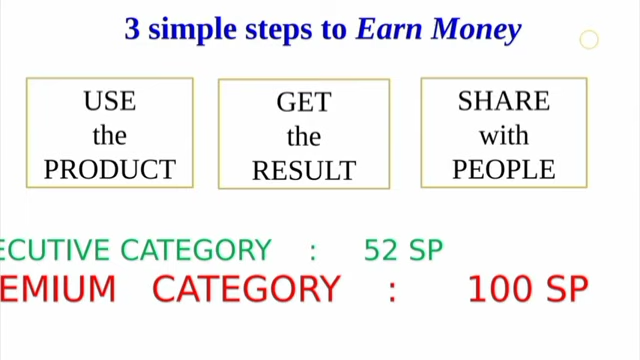 3 simple steps to Earn Money
USE
the
PRODUCT
GET
the
RESULT
SHARE
with
PEOPLE
ECUTIVE CATEGORY : 52 SP
EMIUM CATEGORY : 100 SP